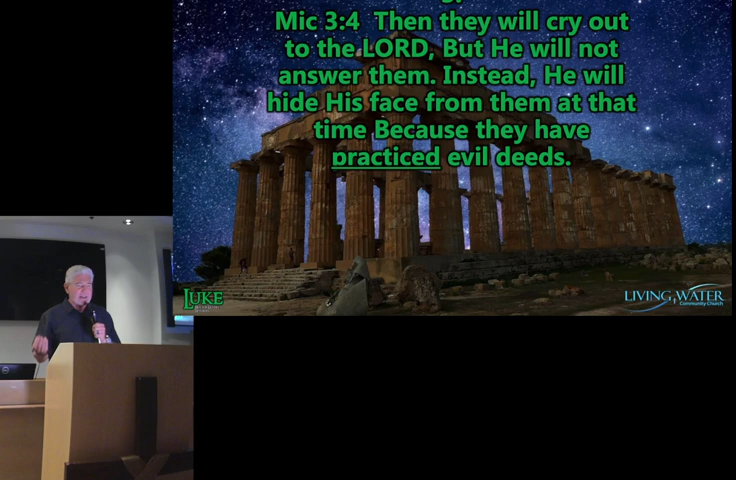 Mic 3:4 Then they will cry out
to the LORD, But He will not
answer them. Instead, He will
hide His face from them at that
time Because they have
practiced evil deeds.
LUKE
LIVING WATER
Community Church